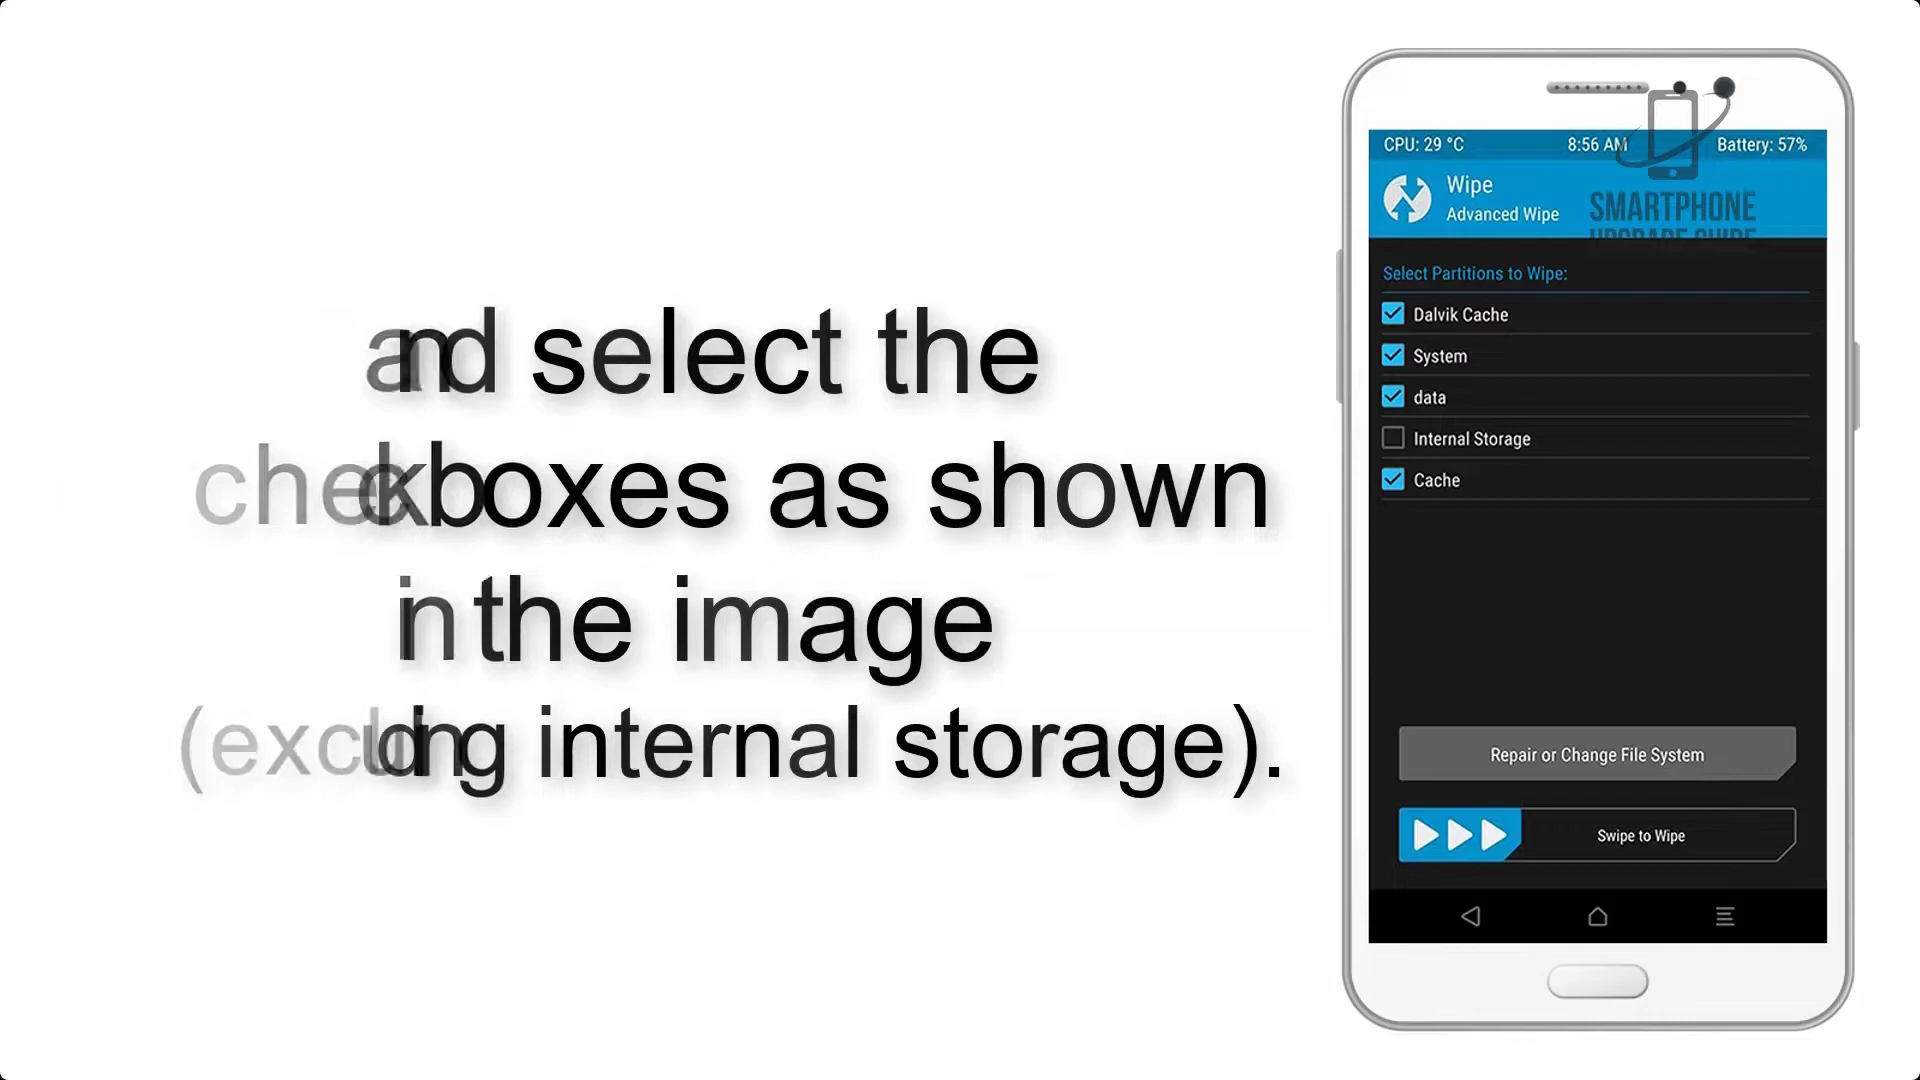 and select the
checkboxes as shown
in the image
(excluding internal storage).
CPU: 29 °C 8:56 AM Battery: 57%
Wipe
Advanced Wipe
SMARTPHONE
UPGRADE GUIDE
Select Partitions to Wipe:
Dalvik Cache
System
data
Internal Storage
Cache
Repair or Change File System
Swipe to Wipe